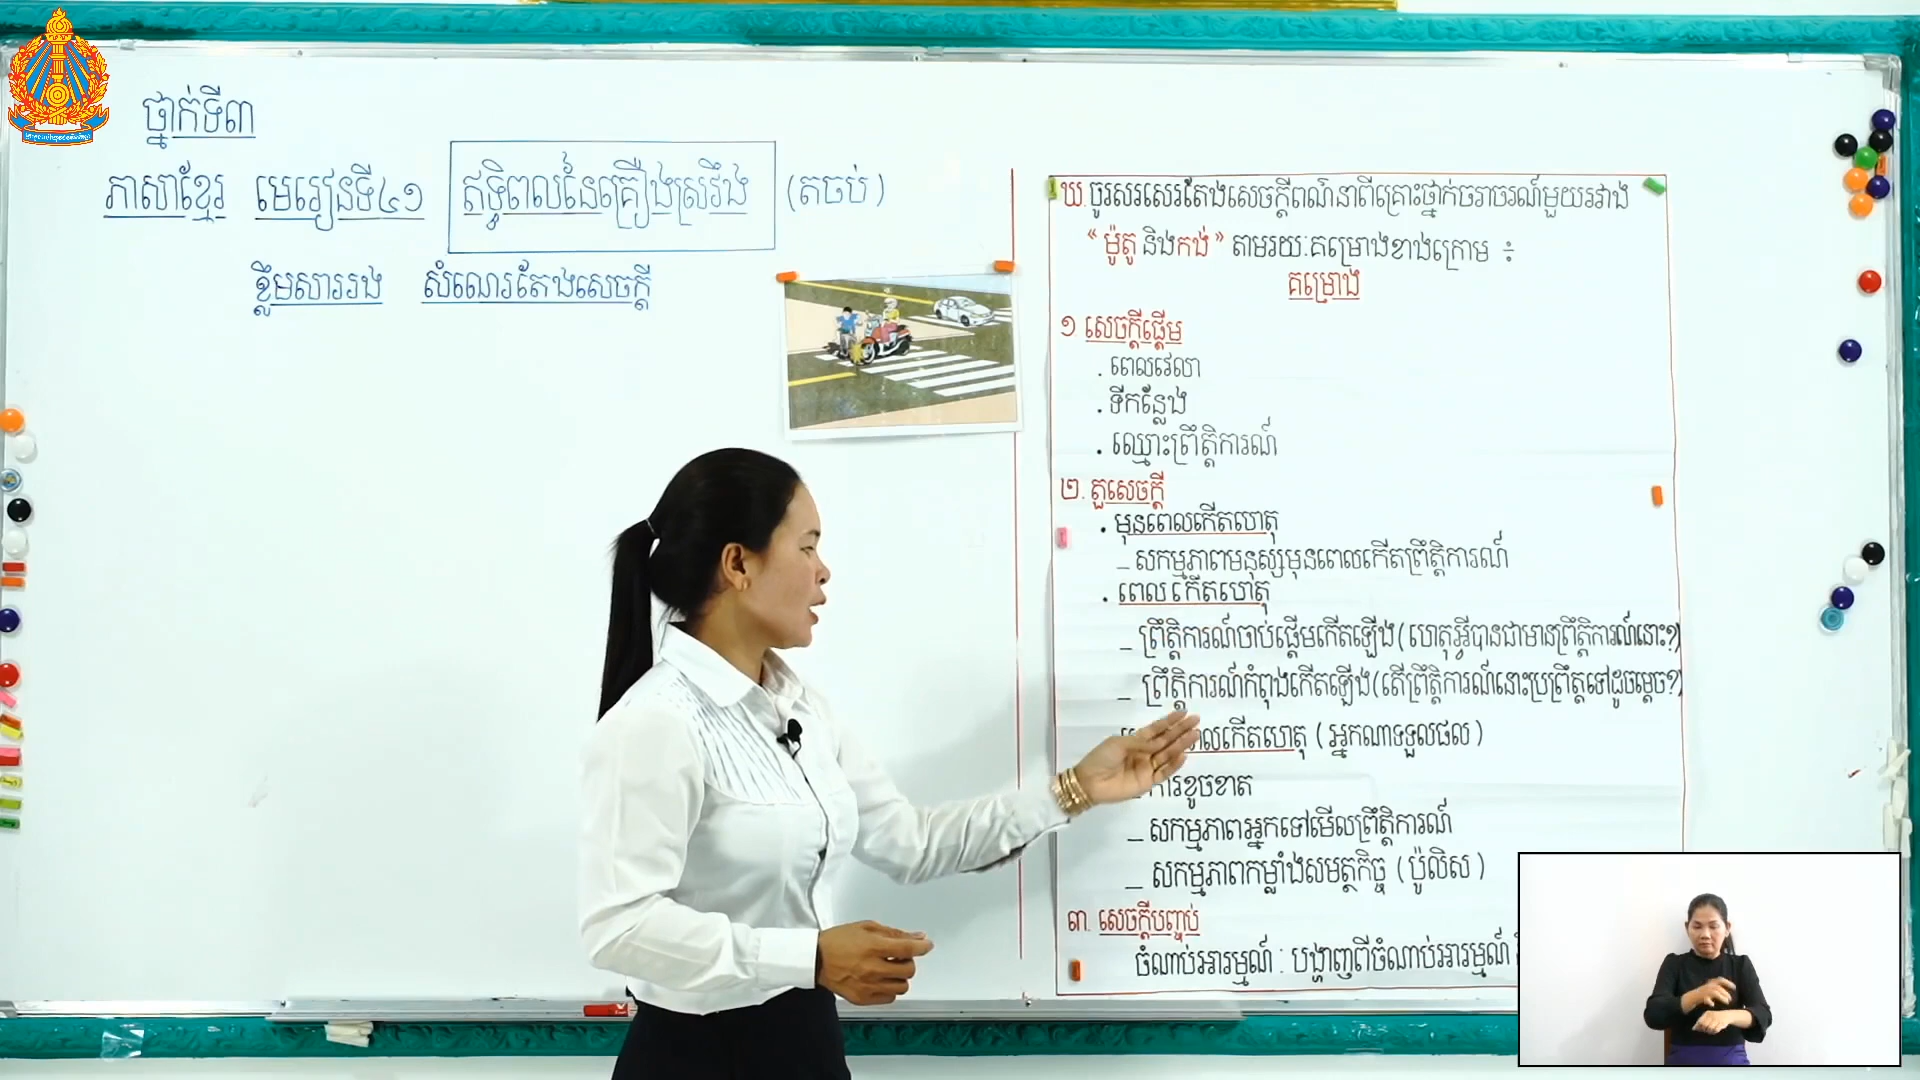 ថ្នាក់ទី៣
ភាសាខ្មែរ មេរៀនទី៤១ ឥទ្ធិពលនៃគ្រឿងស្រវឹង (តចប់)
ខ្លឹមសាររង សំណេរតែងសេចក្តី
ឃ. ចូរសរសេរតែងសេចក្តីពណ៌នាពីគ្រោះថ្នាក់ចរាចរណ៍មួយរវាង
“ ម៉ូតូ និងកង់ ” តាមរយៈគម្រោងខាងក្រោម ៖
គម្រោង
១ សេចក្តីផ្តើម
. ពេលវេលា
. ទីកន្លែង
. ឈ្មោះព្រឹត្តិការណ៍
២. តួសេចក្តី
. មុនពេលកើតហេតុ
_ សកម្មភាពមនុស្សមុនពេលកើតព្រឹត្តិការណ៍
. ពេលកើតហេតុ
_ ព្រឹត្តិការណ៍ចាប់ផ្តើមកើតឡើង (ហេតុអ្វីបានជាមានព្រឹត្តិការណ៍នោះ?)
_ ព្រឹត្តិការណ៍កំពុងកើតឡើង (តើព្រឹត្តិការណ៍នោះប្រព្រឹត្តទៅដូចម្តេច?)
ពេលកើតហេតុ ( អ្នកណាទទួលផល )
_ ការខូចខាត
_ សកម្មភាពអ្នកទៅមើលព្រឹត្តិការណ៍
_ សកម្មភាពកម្លាំងសមត្ថកិច្ច ( ប៉ូលិស )
៣. សេចក្តីបញ្ចប់
ចំណាប់អារម្មណ៍ : បង្ហាញពីចំណាប់អារម្មណ៍